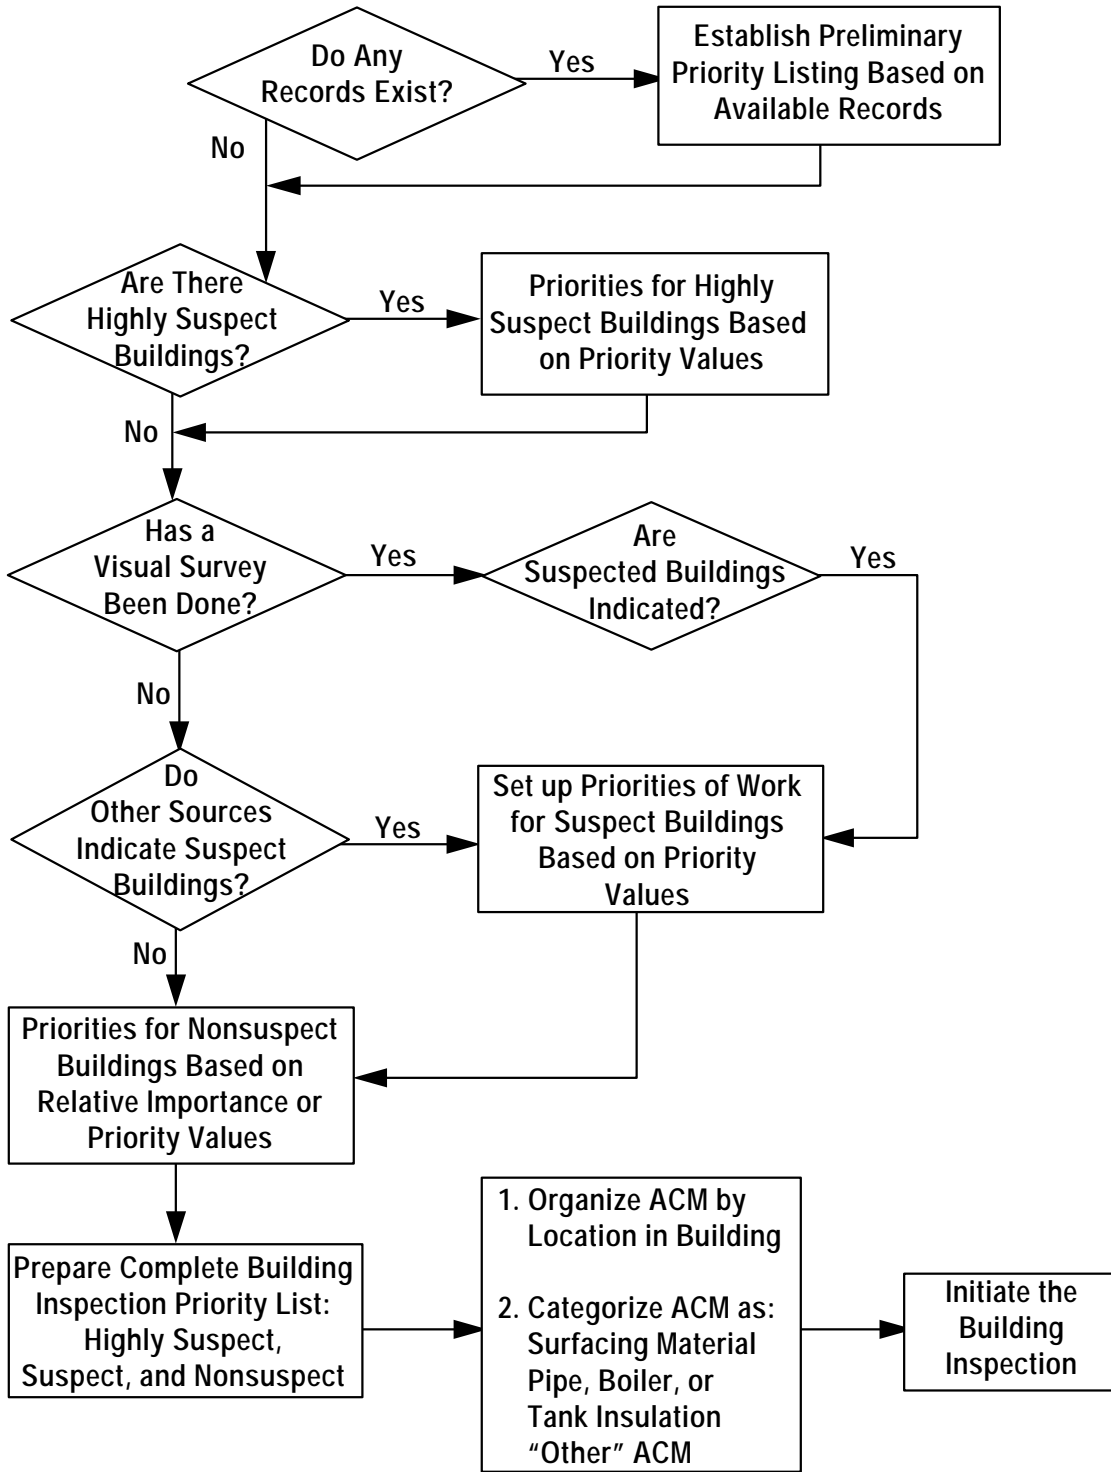 Do Any
Records Exist?
Yes
Establish Preliminary
Priority Listing Based on
Available Records
No
Are There
Highly Suspect
Buildings?
Yes
Priorities for Highly
Suspect Buildings Based
on Priority Values
No
Has a
Visual Survey
Been Done?
Yes
Are
Suspected Buildings
Indicated?
Yes
No
Do
Other Sources
Indicate Suspect
Buildings?
Yes
Set up Priorities of Work
for Suspect Buildings
Based on Priority
Values
No
Priorities for Nonsuspect
Buildings Based on
Relative Importance or
Priority Values
Prepare Complete Building
Inspection Priority List:
Highly Suspect,
Suspect, and Nonsuspect
1. Organize ACM by
Location in Building
2. Categorize ACM as:
Surfacing Material
Pipe, Boiler, or
Tank Insulation
“Other” ACM
Initiate the
Building
Inspection